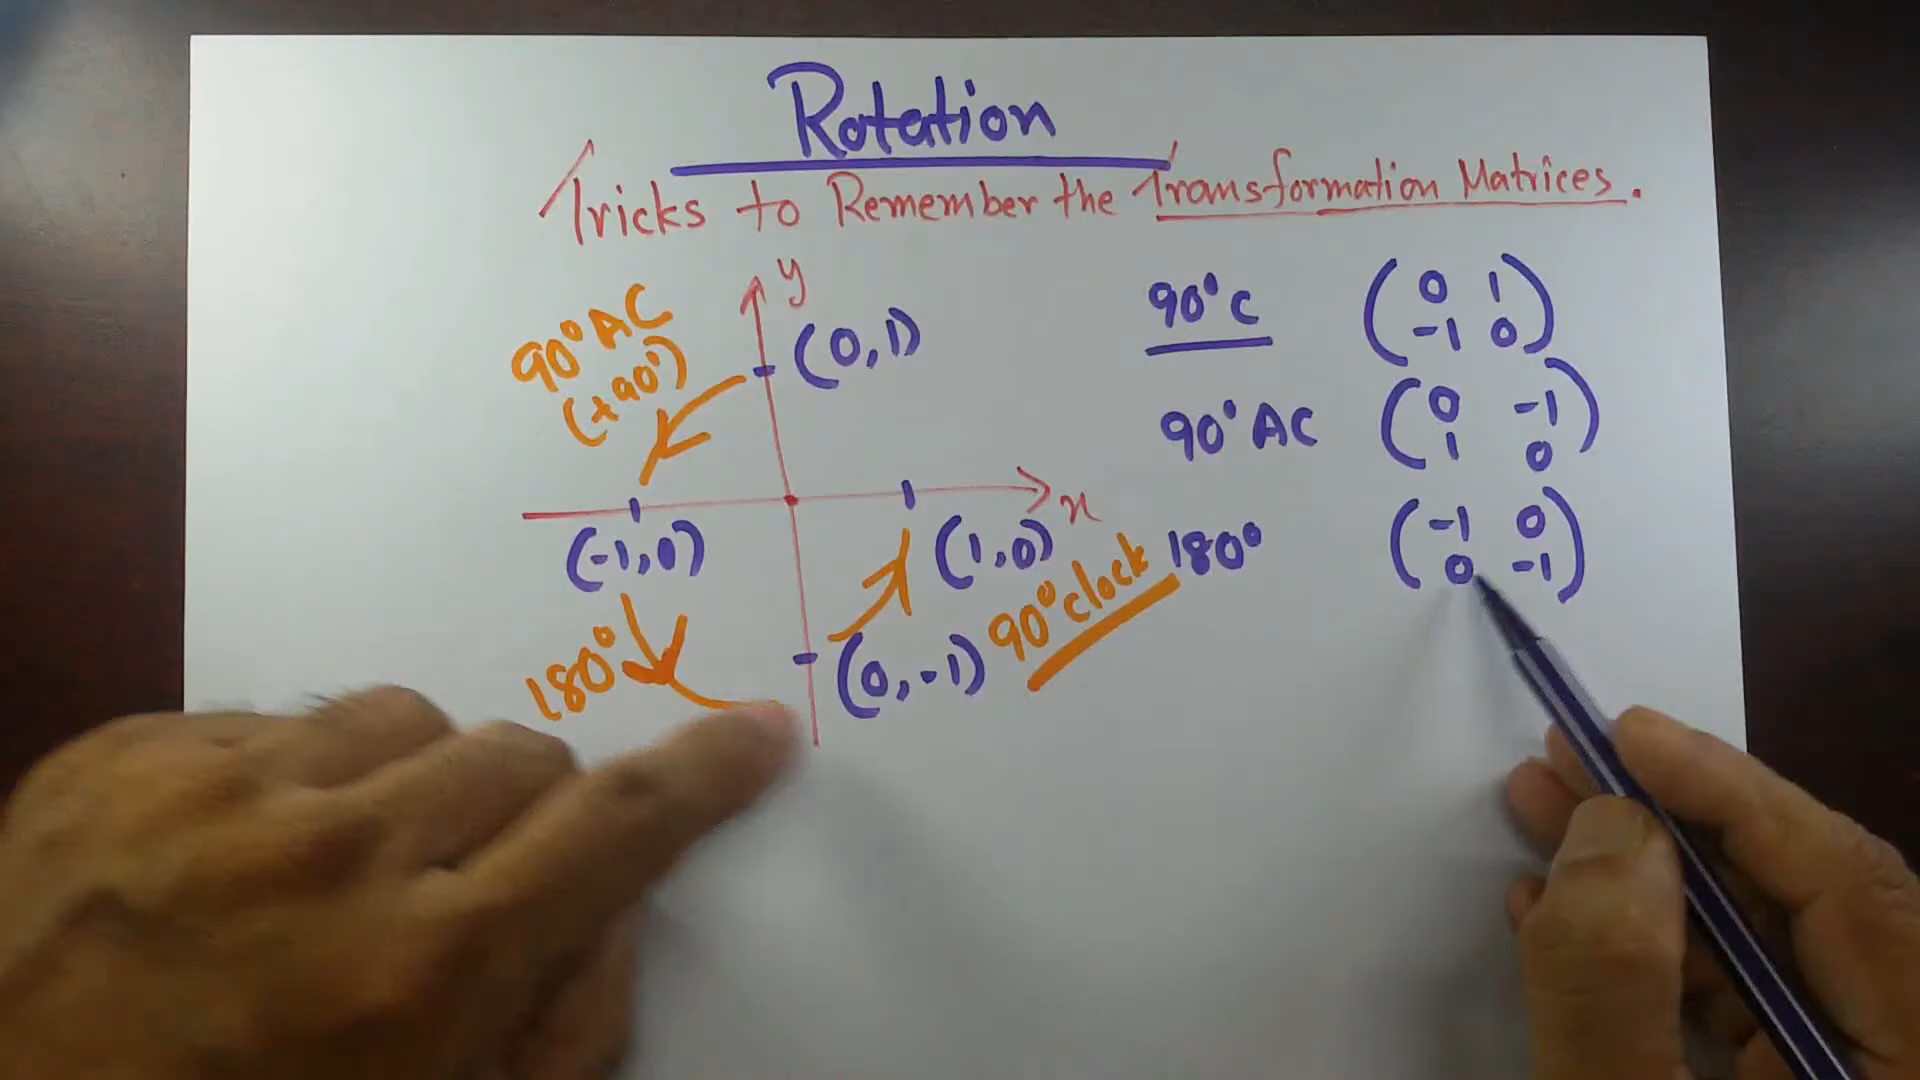 Rotation
Tricks to Remember the Transformation Matrices.
y
90°AC
(+90°)
(0,1)
(-1,0)
(1,0)
x
180°
(0,-1)
90°clock
90°C
0 1
-1 0
90°AC
0 -1
1 0
180°
-1 0
0 -1